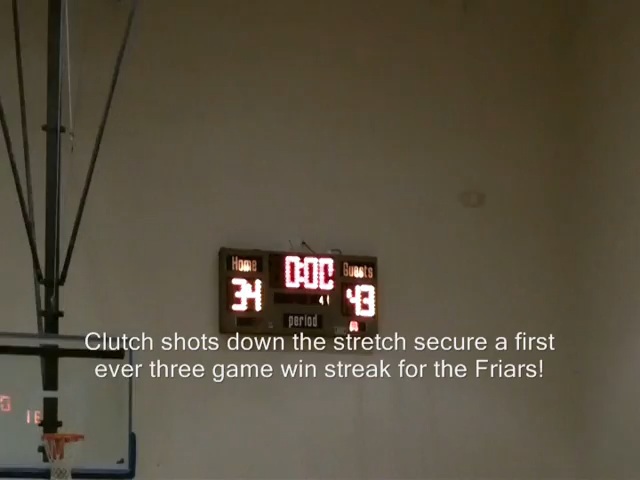 Home 0:00 Guests
34 43
period
Clutch shots down the stretch secure a first
ever three game win streak for the Friars!